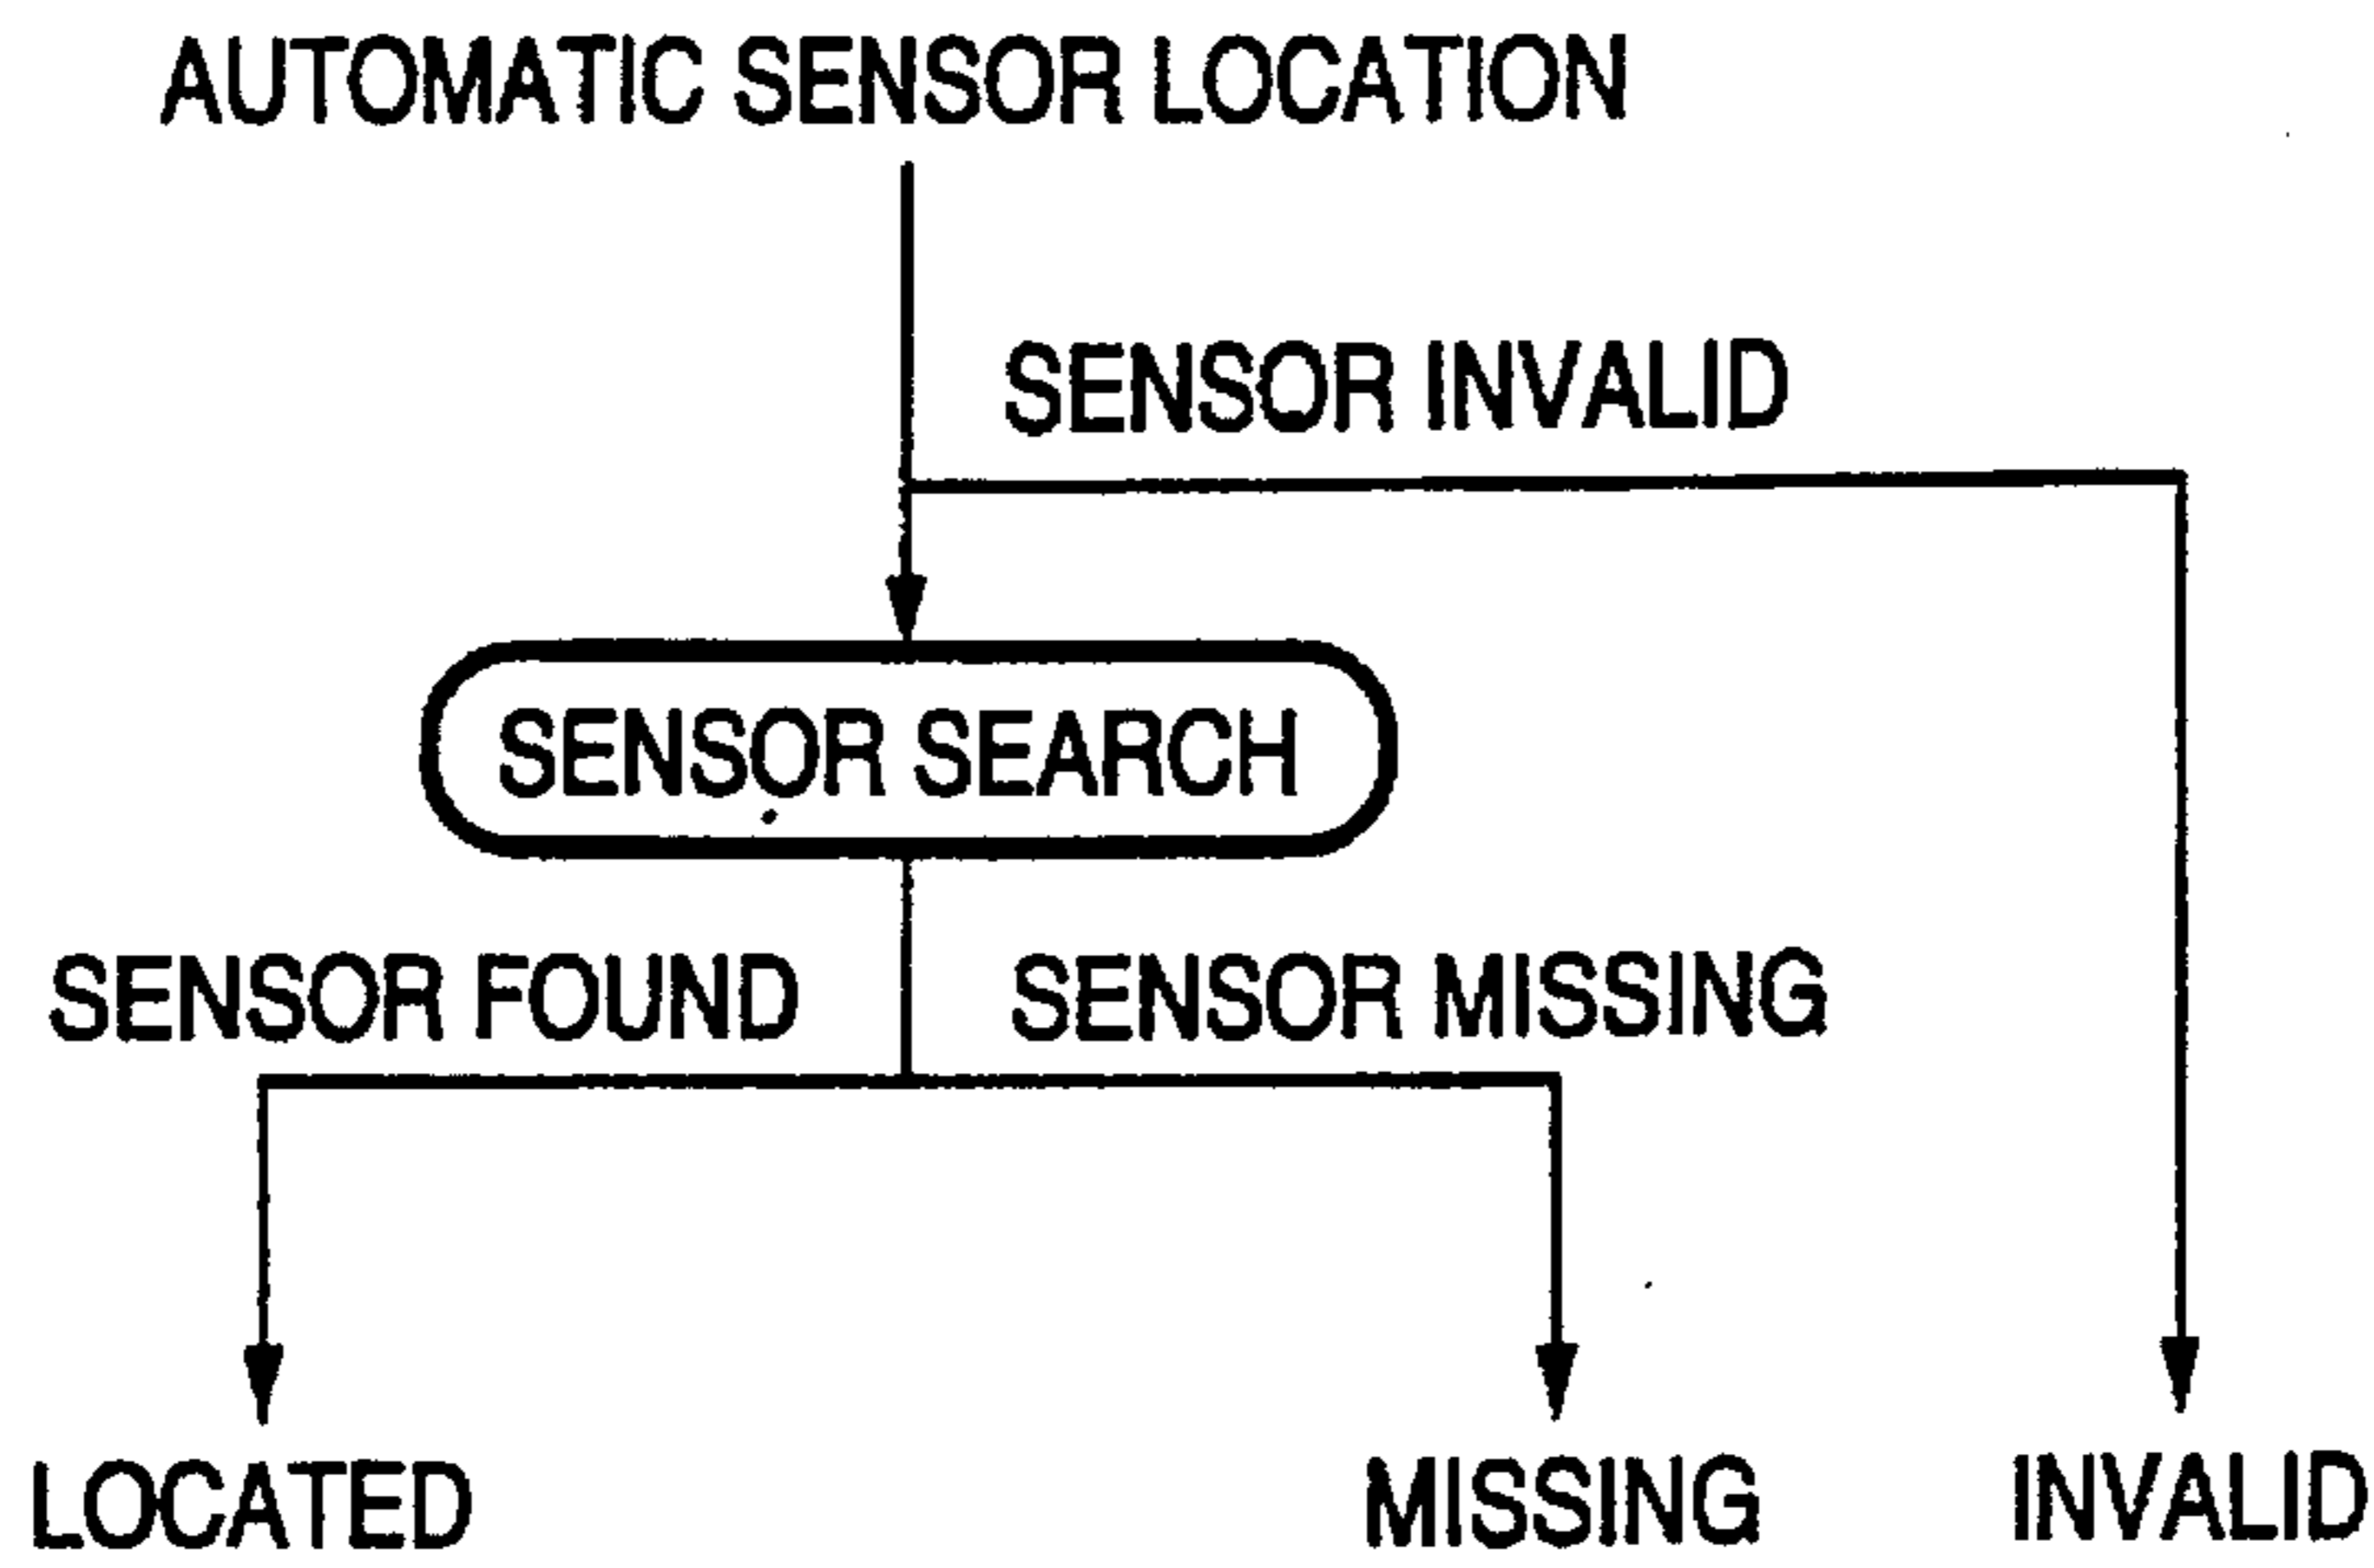 AUTOMATIC SENSOR LOCATION
SENSOR INVALID
SENSOR SEARCH
SENSOR FOUND
SENSOR MISSING
LOCATED
MISSING
INVALID